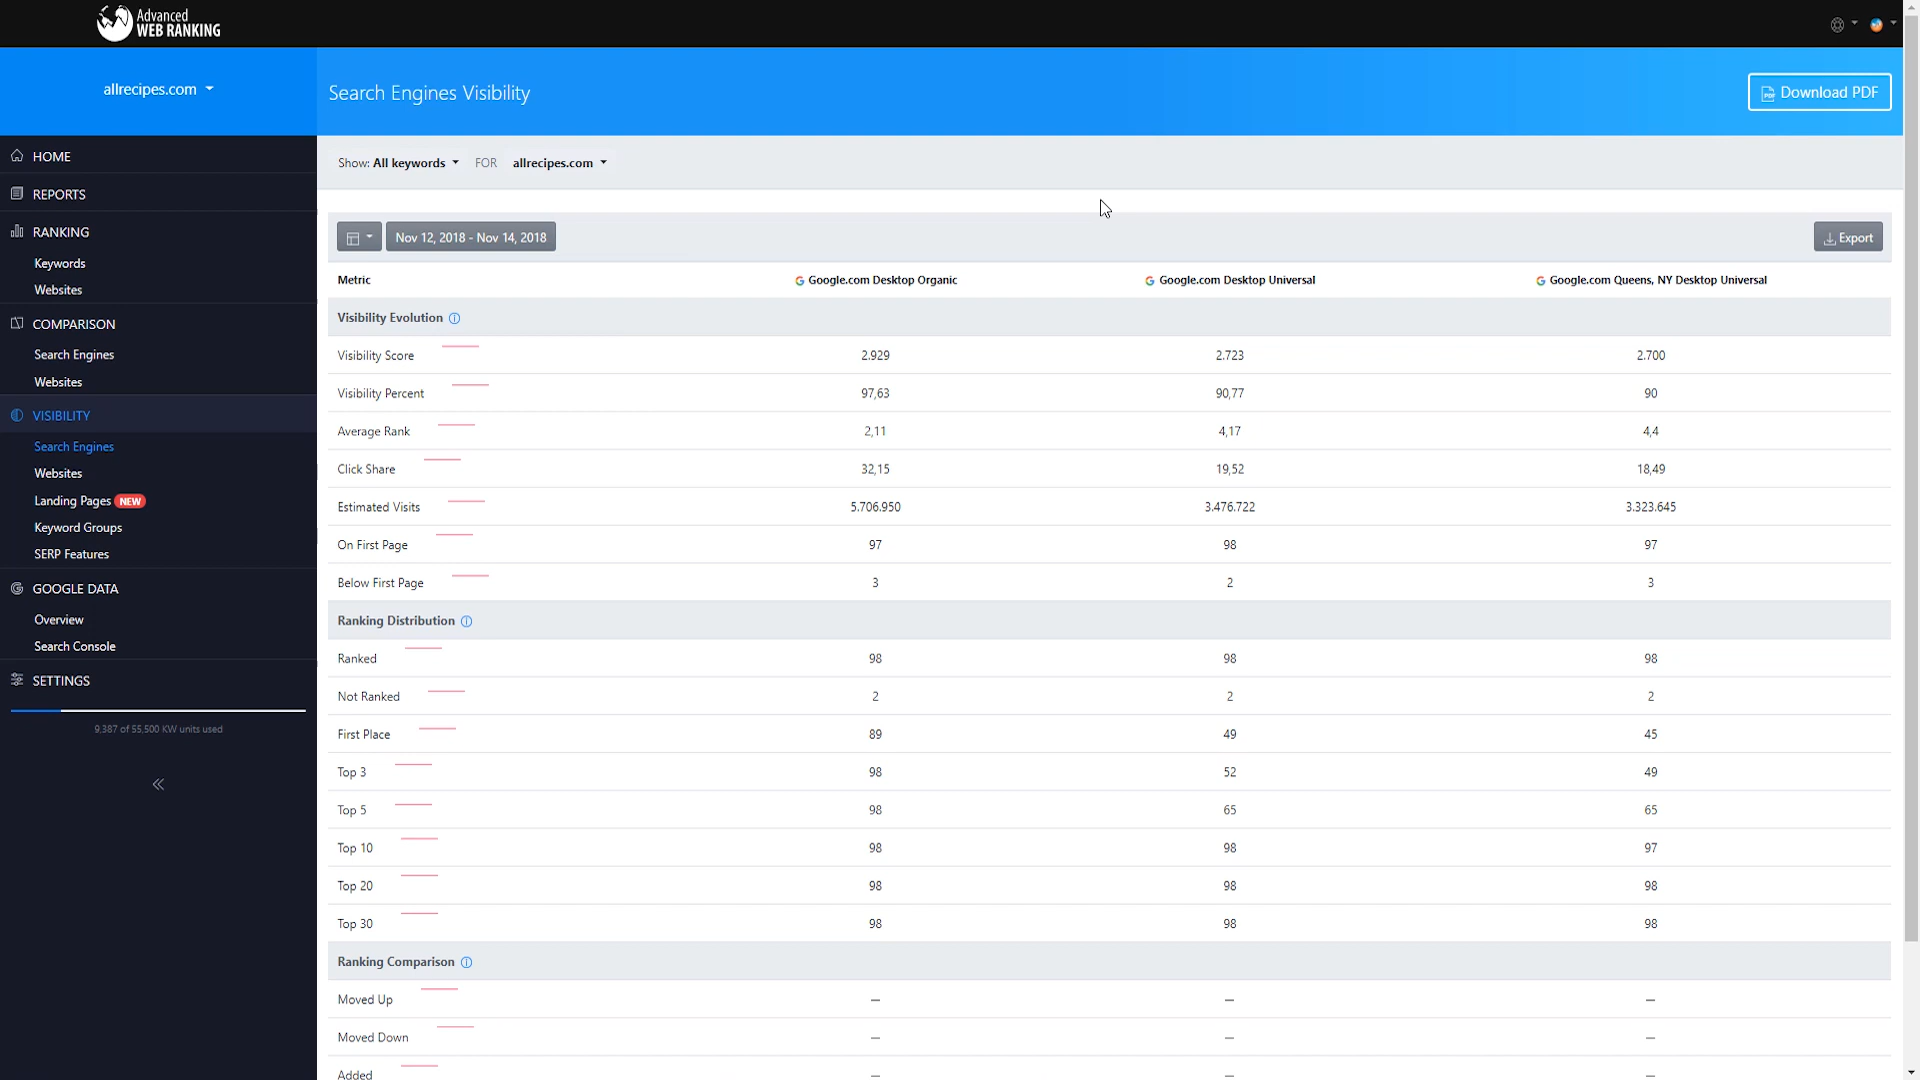 Advanced
WEB RANKING
allrecipes.com
Search Engines Visibility
Download PDF
HOME
REPORTS
RANKING
Keywords
Websites
COMPARISON
Search Engines
Websites
VISIBILITY
Search Engines
Websites
Landing Pages NEW
Keyword Groups
SERP Features
GOOGLE DATA
Overview
Search Console
SETTINGS
9,387 of 55,500 KW units used
Show: All keywords FOR allrecipes.com
Nov 12, 2018 - Nov 14, 2018
Export
Metric Google.com Desktop Organic Google.com Desktop Universal Google.com Queens, NY Desktop Universal
Visibility Evolution
Visibility Score 2.929 2.723 2.700
Visibility Percent 97,63 90,77 90
Average Rank 2,11 4,17 4,4
Click Share 32,15 19,52 18,49
Estimated Visits 5.706.950 3.476.722 3.323.645
On First Page 97 98 97
Below First Page 3 2 3
Ranking Distribution
Ranked 98 98 98
Not Ranked 2 2 2
First Place 89 49 45
Top 3 98 52 49
Top 5 98 65 65
Top 10 98 98 97
Top 20 98 98 98
Top 30 98 98 98
Ranking Comparison
Moved Up – – –
Moved Down – – –
Added – – –